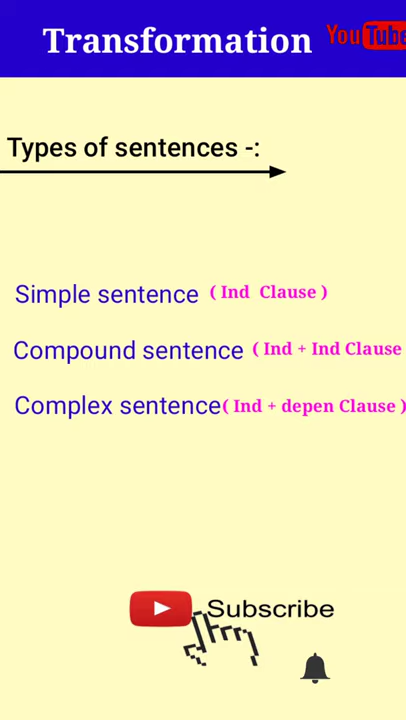 Transformation YouTube
Types of sentences -:
Simple sentence ( Ind Clause )
Compound sentence ( Ind + Ind Clause
Complex sentence( Ind + depen Clause )
Subscribe